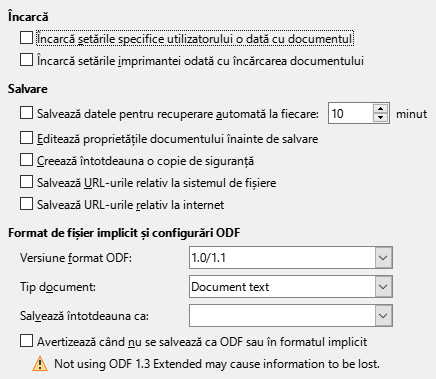 Încarcă
Încarcă setările specifice utilizatorului o dată cu documentul
Încarcă setările imprimantei odată cu încărcarea documentului
Salvare
Salvează datele pentru recuperare automată la fiecare: 10 minut
Editează proprietățile documentului înainte de salvare
Creează întotdeauna o copie de siguranță
Salvează URL-urile relativ la sistemul de fișiere
Salvează URL-urile relativ la internet
Format de fișier implicit și configurări ODF
Versiune format ODF: 1.0/1.1
Tip document: Document text
Salvează întotdeauna ca:
Avertizează când nu se salvează ca ODF sau în formatul implicit
Not using ODF 1.3 Extended may cause information to be lost.